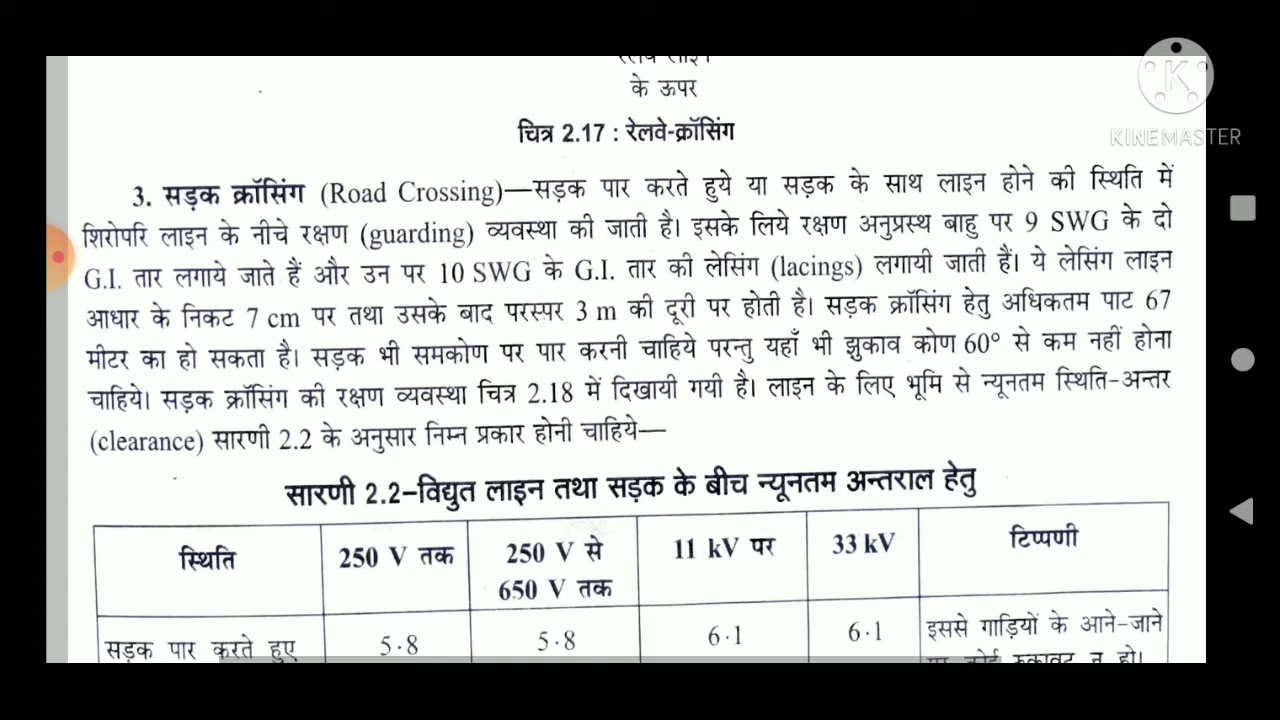 के ऊपर
चित्र 2.17 : रेलवे-क्रॉसिंग
KINEMASTER
3. सड़क क्रॉसिंग (Road Crossing)—सड़क पार करते हुये या सड़क के साथ लाइन होने की स्थिति में
शिरोपरि लाइन के नीचे रक्षण (guarding) व्यवस्था की जाती है। इसके लिये रक्षण अनुप्रस्थ बाहु पर 9 SWG के दो
G.I. तार लगाये जाते हैं और उन पर 10 SWG के G.I. तार की लेसिंग (lacings) लगायी जाती हैं। ये लेसिंग लाइन
आधार के निकट 7 cm पर तथा उसके बाद परस्पर 3 m की दूरी पर होती है। सड़क क्रॉसिंग हेतु अधिकतम पाट 67
मीटर का हो सकता है। सड़क भी समकोण पर पार करनी चाहिये परन्तु यहाँ भी झुकाव कोण 60° से कम नहीं होना
चाहिये। सड़क क्रॉसिंग की रक्षण व्यवस्था चित्र 2.18 में दिखायी गयी है। लाइन के लिए भूमि से न्यूनतम स्थिति-अन्तर
(clearance) सारणी 2.2 के अनुसार निम्न प्रकार होनी चाहिये—
सारणी 2.2-विद्युत लाइन तथा सड़क के बीच न्यूनतम अन्तराल हेतु
स्थिति 250 V तक 250 V से 11 kV पर 33 kV टिप्पणी
650 V तक
सड़क पार करते हुए 5·8 5·8 6·1 6·1 इससे गाड़ियों के आने-जाने
न हो।